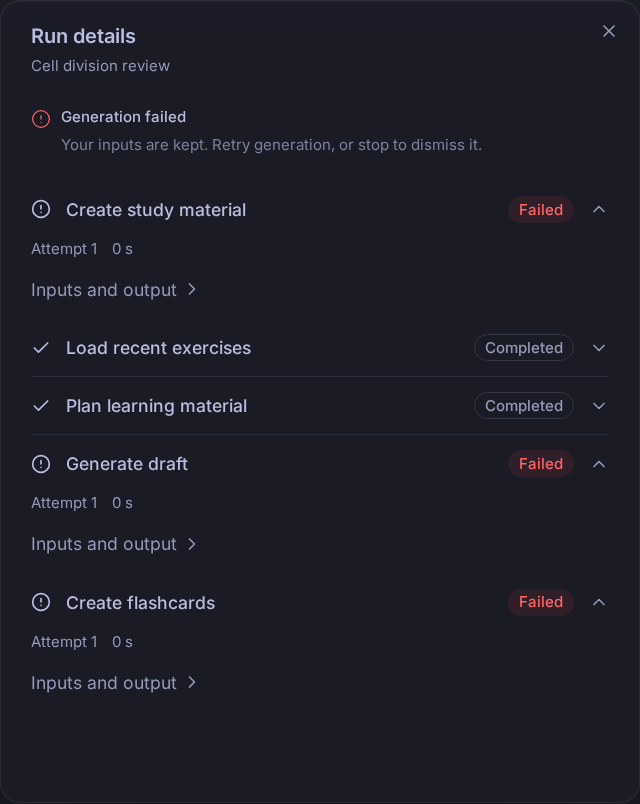 Run details
Cell division review
Generation failed
Your inputs are kept. Retry generation, or stop to dismiss it.
Create study material Failed
Attempt 1 0 s
Inputs and output
Load recent exercises Completed
Plan learning material Completed
Generate draft Failed
Attempt 1 0 s
Inputs and output
Create flashcards Failed
Attempt 1 0 s
Inputs and output